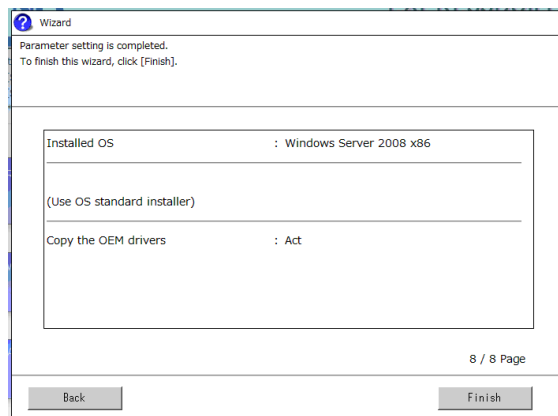 Wizard
Parameter setting is completed.
To finish this wizard, click [Finish].
Installed OS : Windows Server 2008 x86
(Use OS standard installer)
Copy the OEM drivers : Act
8 / 8 Page
Back Finish